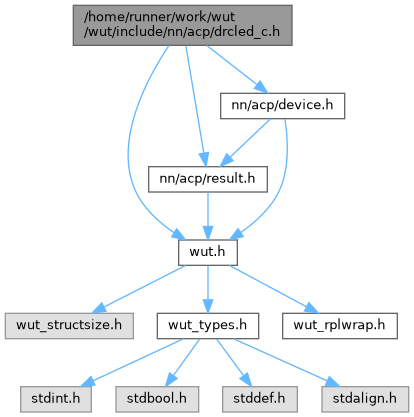 /home/runner/work/wut
/wut/include/nn/acp/drcled_c.h
nn/acp/device.h
nn/acp/result.h
wut.h
wut_structsize.h
wut_types.h
wut_rplwrap.h
stdint.h
stdbool.h
stddef.h
stdalign.h